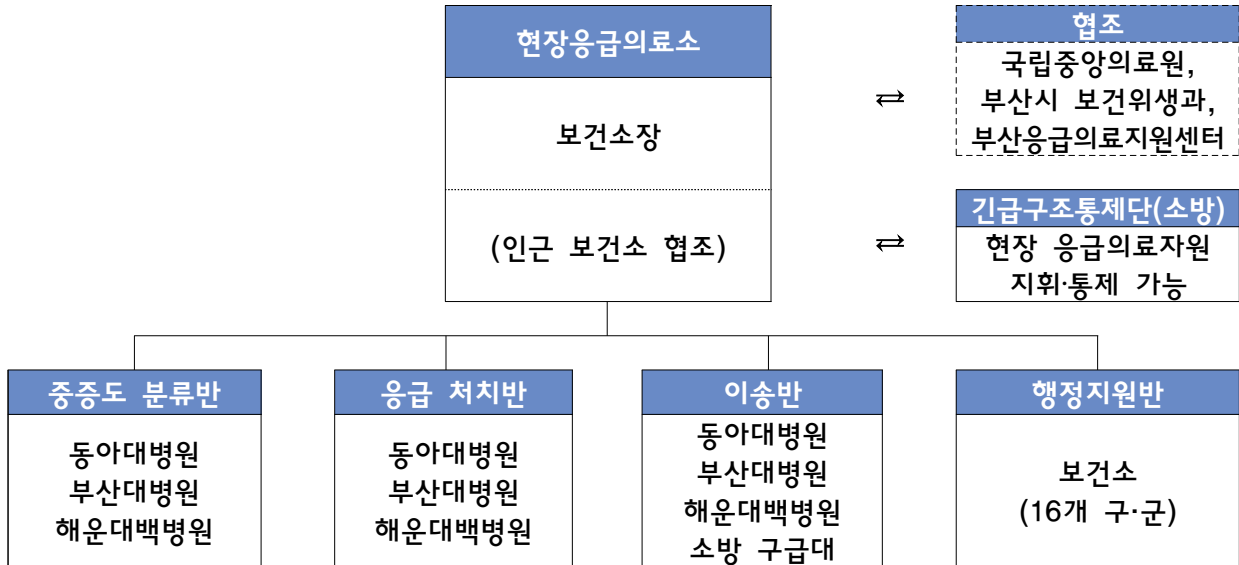 현장응급의료소
보건소장
(인근 보건소 협조)
⇄
협조
국립중앙의료원,
부산시 보건위생과,
부산응급의료지원센터
⇄
긴급구조통제단(소방)
현장 응급의료자원
지휘·통제 가능
중증도 분류반
동아대병원
부산대병원
해운대백병원
응급 처치반
동아대병원
부산대병원
해운대백병원
이송반
동아대병원
부산대병원
해운대백병원
소방 구급대
행정지원반
보건소
(16개 구·군)